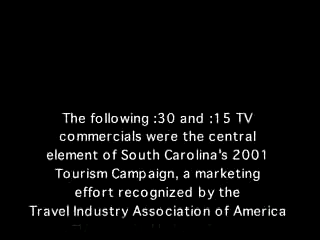 The following :30 and :15 TV
commercials were the central
element of South Carolina's 2001
Tourism Campaign, a marketing
effort recognized by the
Travel Industry Association of America